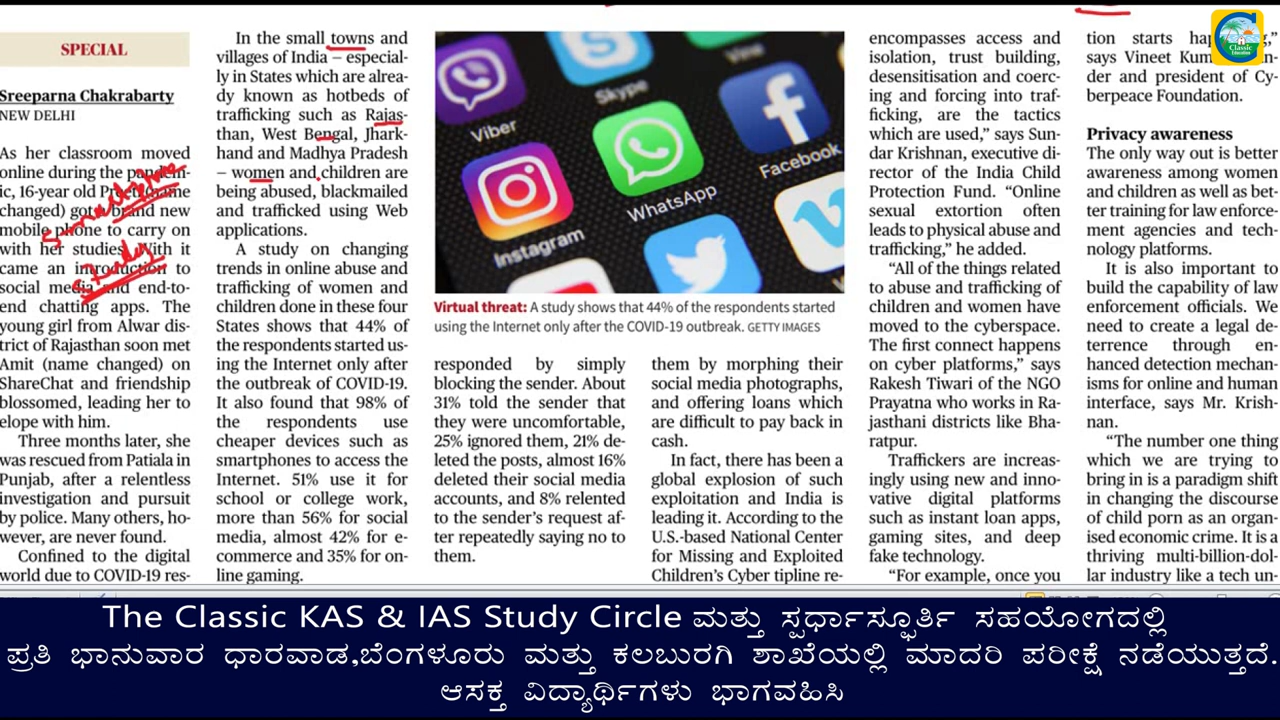 SPECIAL
Sreeparna Chakrabarty
NEW DELHI
As her classroom moved
online during the pandem-
ic, 16-year old Preeti (name
changed) got a brand new
mobile phone to carry on
with her studies. With it
came an introduction to
social media and end-to-
end chatting apps. The
young girl from Alwar dis-
trict of Rajasthan soon met
Amit (name changed) on
ShareChat and friendship
blossomed, leading her to
elope with him.
Three months later, she
was rescued from Patiala in
Punjab, after a relentless
investigation and pursuit
by police. Many others, ho-
wever, are never found.
Confined to the digital
world due to COVID-19 res-
In the small towns and
villages of India – especial-
ly in States which are alrea-
dy known as hotbeds of
trafficking such as Rajas-
than, West Bengal, Jhark-
hand and Madhya Pradesh
– women and children are
being abused, blackmailed
and trafficked using Web
applications.
A study on changing
trends in online abuse and
trafficking of women and
children done in these four
States shows that 44% of
the respondents started us-
ing the Internet only after
the outbreak of COVID-19.
It also found that 98% of
the respondents use
cheaper devices such as
smartphones to access the
Internet. 51% use it for
school or college work,
more than 56% for social
media, almost 42% for e-
commerce and 35% for on-
line gaming.
Viber
Skype
Vine
Instagram
WhatsApp
Facebook
Virtual threat: A study shows that 44% of the respondents started
using the Internet only after the COVID-19 outbreak. GETTY IMAGES
responded by simply
blocking the sender. About
31% told the sender that
they were uncomfortable,
25% ignored them, 21% de-
leted the posts, almost 16%
deleted their social media
accounts, and 8% relented
to the sender's request af-
ter repeatedly saying no to
them.
them by morphing their
social media photographs,
and offering loans which
are difficult to pay back in
cash.
In fact, there has been a
global explosion of such
exploitation and India is
leading it. According to the
U.S.-based National Center
for Missing and Exploited
Children's Cyber tipline re-
encompasses access and
isolation, trust building,
desensitisation and coerc-
ing and forcing into traf-
ficking, are the tactics
which are used,” says Sun-
dar Krishnan, executive di-
rector of the India Child
Protection Fund. “Online
sexual extortion often
leads to physical abuse and
trafficking,” he added.
“All of the things related
to abuse and trafficking of
children and women have
moved to the cyberspace.
The first connect happens
on cyber platforms,” says
Rakesh Tiwari of the NGO
Prayatna who works in Ra-
jasthani districts like Bha-
ratpur.
Traffickers are increas-
ingly using new and inno-
vative digital platforms
such as instant loan apps,
gaming sites, and deep
fake technology.
“For example, once you
tion starts
says Vineet
der and president of Cy-
berpeace Foundation.
Privacy awareness
The only way out is better
awareness among women
and children as well as bet-
ter training for law enforce-
ment agencies and tech-
nology platforms.
It is also important to
build the capability of law
enforcement officials. We
need to create a legal de-
terrence through en-
hanced detection mechan-
isms for online and human
interface, says Mr. Krish-
nan.
“The number one thing
which we are trying to
bring in is a paradigm shift
in changing the discourse
of child porn as an organ-
ised economic crime. It is a
thriving multi-billion-dol-
lar industry like a tech un-
Classic
Education
The Classic KAS & IAS Study Circle ಮತ್ತು ಸ್ಪರ್ಧಾಸ್ಫೂರ್ತಿ ಸಹಯೋಗದಲ್ಲಿ
ಪ್ರತಿ ಭಾನುವಾರ ಧಾರವಾಡ,ಬೆಂಗಳೂರು ಮತ್ತು ಕಲಬುರಗಿ ಶಾಖೆಯಲ್ಲಿ ಮಾದರಿ ಪರೀಕ್ಷೆ ನಡೆಯುತ್ತದೆ.
ಆಸಕ್ತ ವಿದ್ಯಾರ್ಥಿಗಳು ಭಾಗವಹಿಸಿ